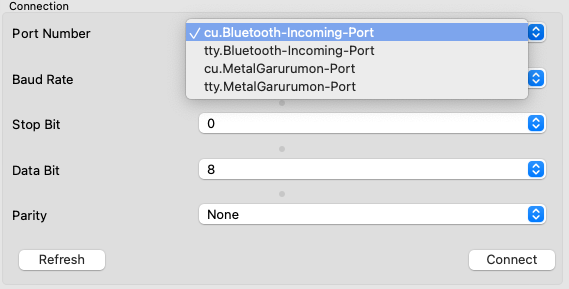 Connection
Port Number
✓ cu.Bluetooth-Incoming-Port
tty.Bluetooth-Incoming-Port
cu.MetalGarurumon-Port
tty.MetalGarurumon-Port
Baud Rate
Stop Bit 0
Data Bit 8
Parity None
Refresh Connect